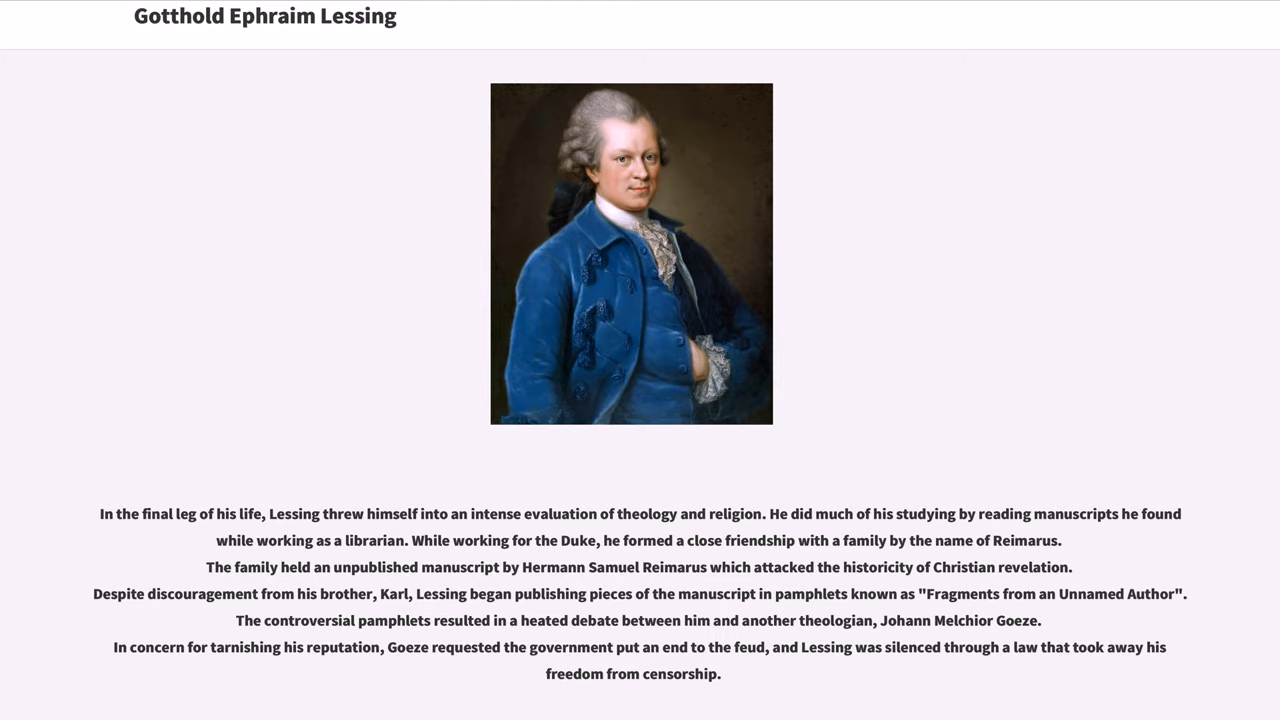 Gotthold Ephraim Lessing
In the final leg of his life, Lessing threw himself into an intense evaluation of theology and religion. He did much of his studying by reading manuscripts he found
while working as a librarian. While working for the Duke, he formed a close friendship with a family by the name of Reimarus.
The family held an unpublished manuscript by Hermann Samuel Reimarus which attacked the historicity of Christian revelation.
Despite discouragement from his brother, Karl, Lessing began publishing pieces of the manuscript in pamphlets known as "Fragments from an Unnamed Author".
The controversial pamphlets resulted in a heated debate between him and another theologian, Johann Melchior Goeze.
In concern for tarnishing his reputation, Goeze requested the government put an end to the feud, and Lessing was silenced through a law that took away his
freedom from censorship.